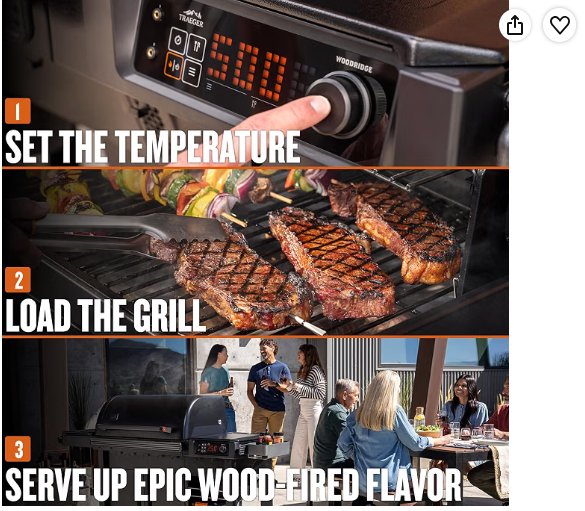 TRAEGER
500
WOODRIDGE
1
SET THE TEMPERATURE
2
LOAD THE GRILL
3
SERVE UP EPIC WOOD-FIRED FLAVOR